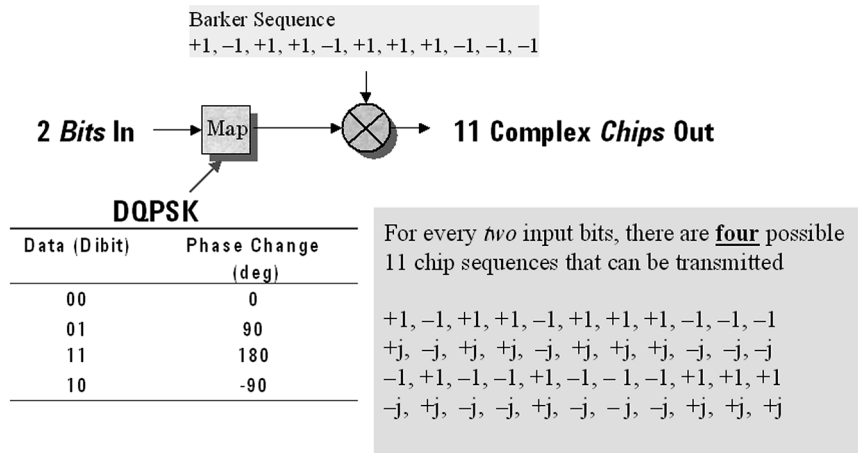 Barker Sequence
+1, –1, +1, +1, –1, +1, +1, +1, –1, –1, –1
2 Bits In
Map
11 Complex Chips Out
DQPSK
Data (Dibit) Phase Change
(deg)
00 0
01 90
11 180
10 -90
For every two input bits, there are four possible
11 chip sequences that can be transmitted
+1, –1, +1, +1, –1, +1, +1, +1, –1, –1, –1
+j, –j, +j, +j, –j, +j, +j, +j, –j, –j, –j
–1, +1, –1, –1, +1, –1, – 1, –1, +1, +1, +1
–j, +j, –j, –j, +j, –j, – j, –j, +j, +j, +j